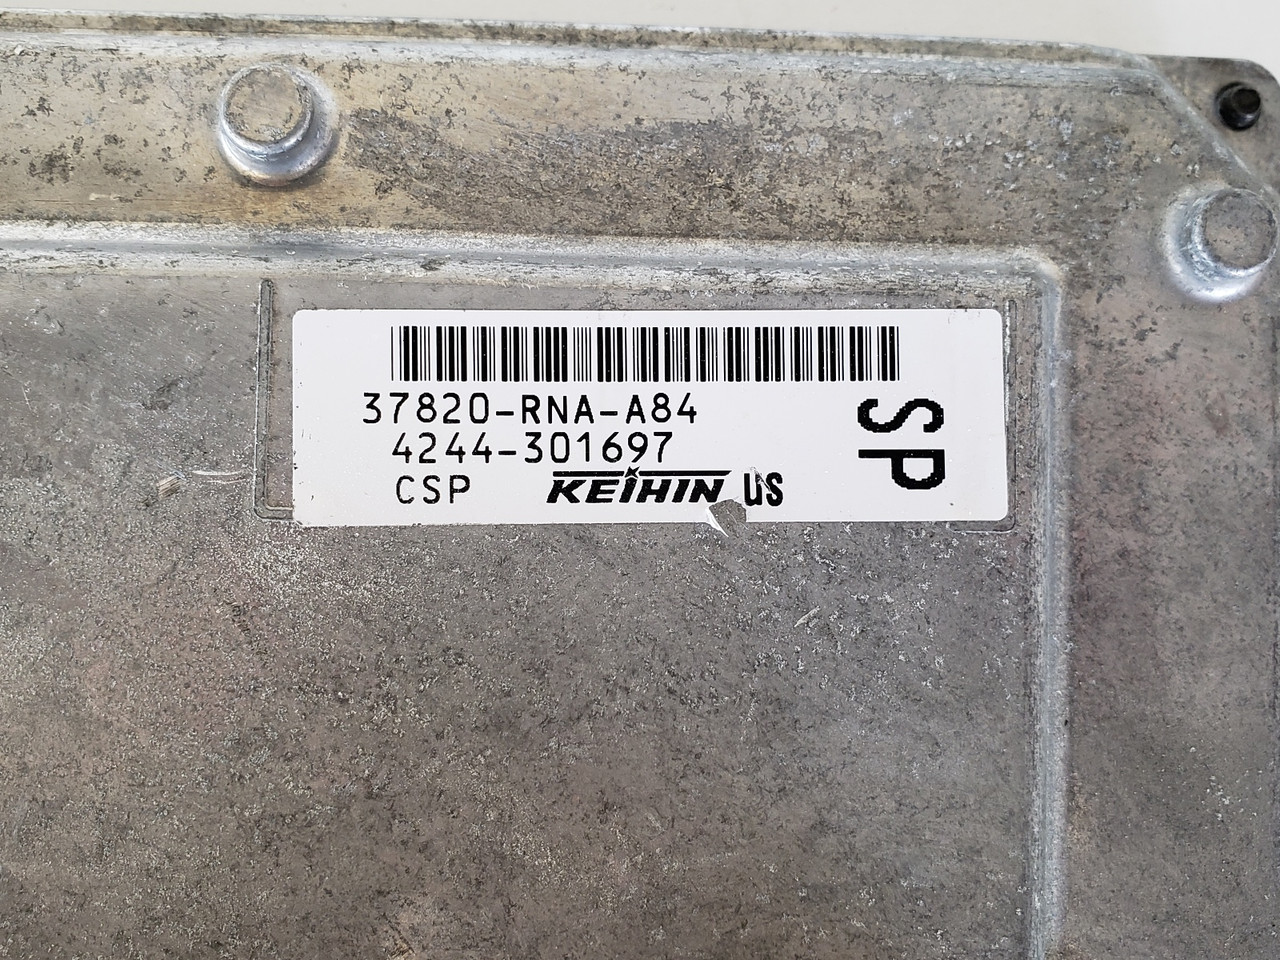 37820-RNA-A84
4244-301697
CSP KEIHIN US
SP